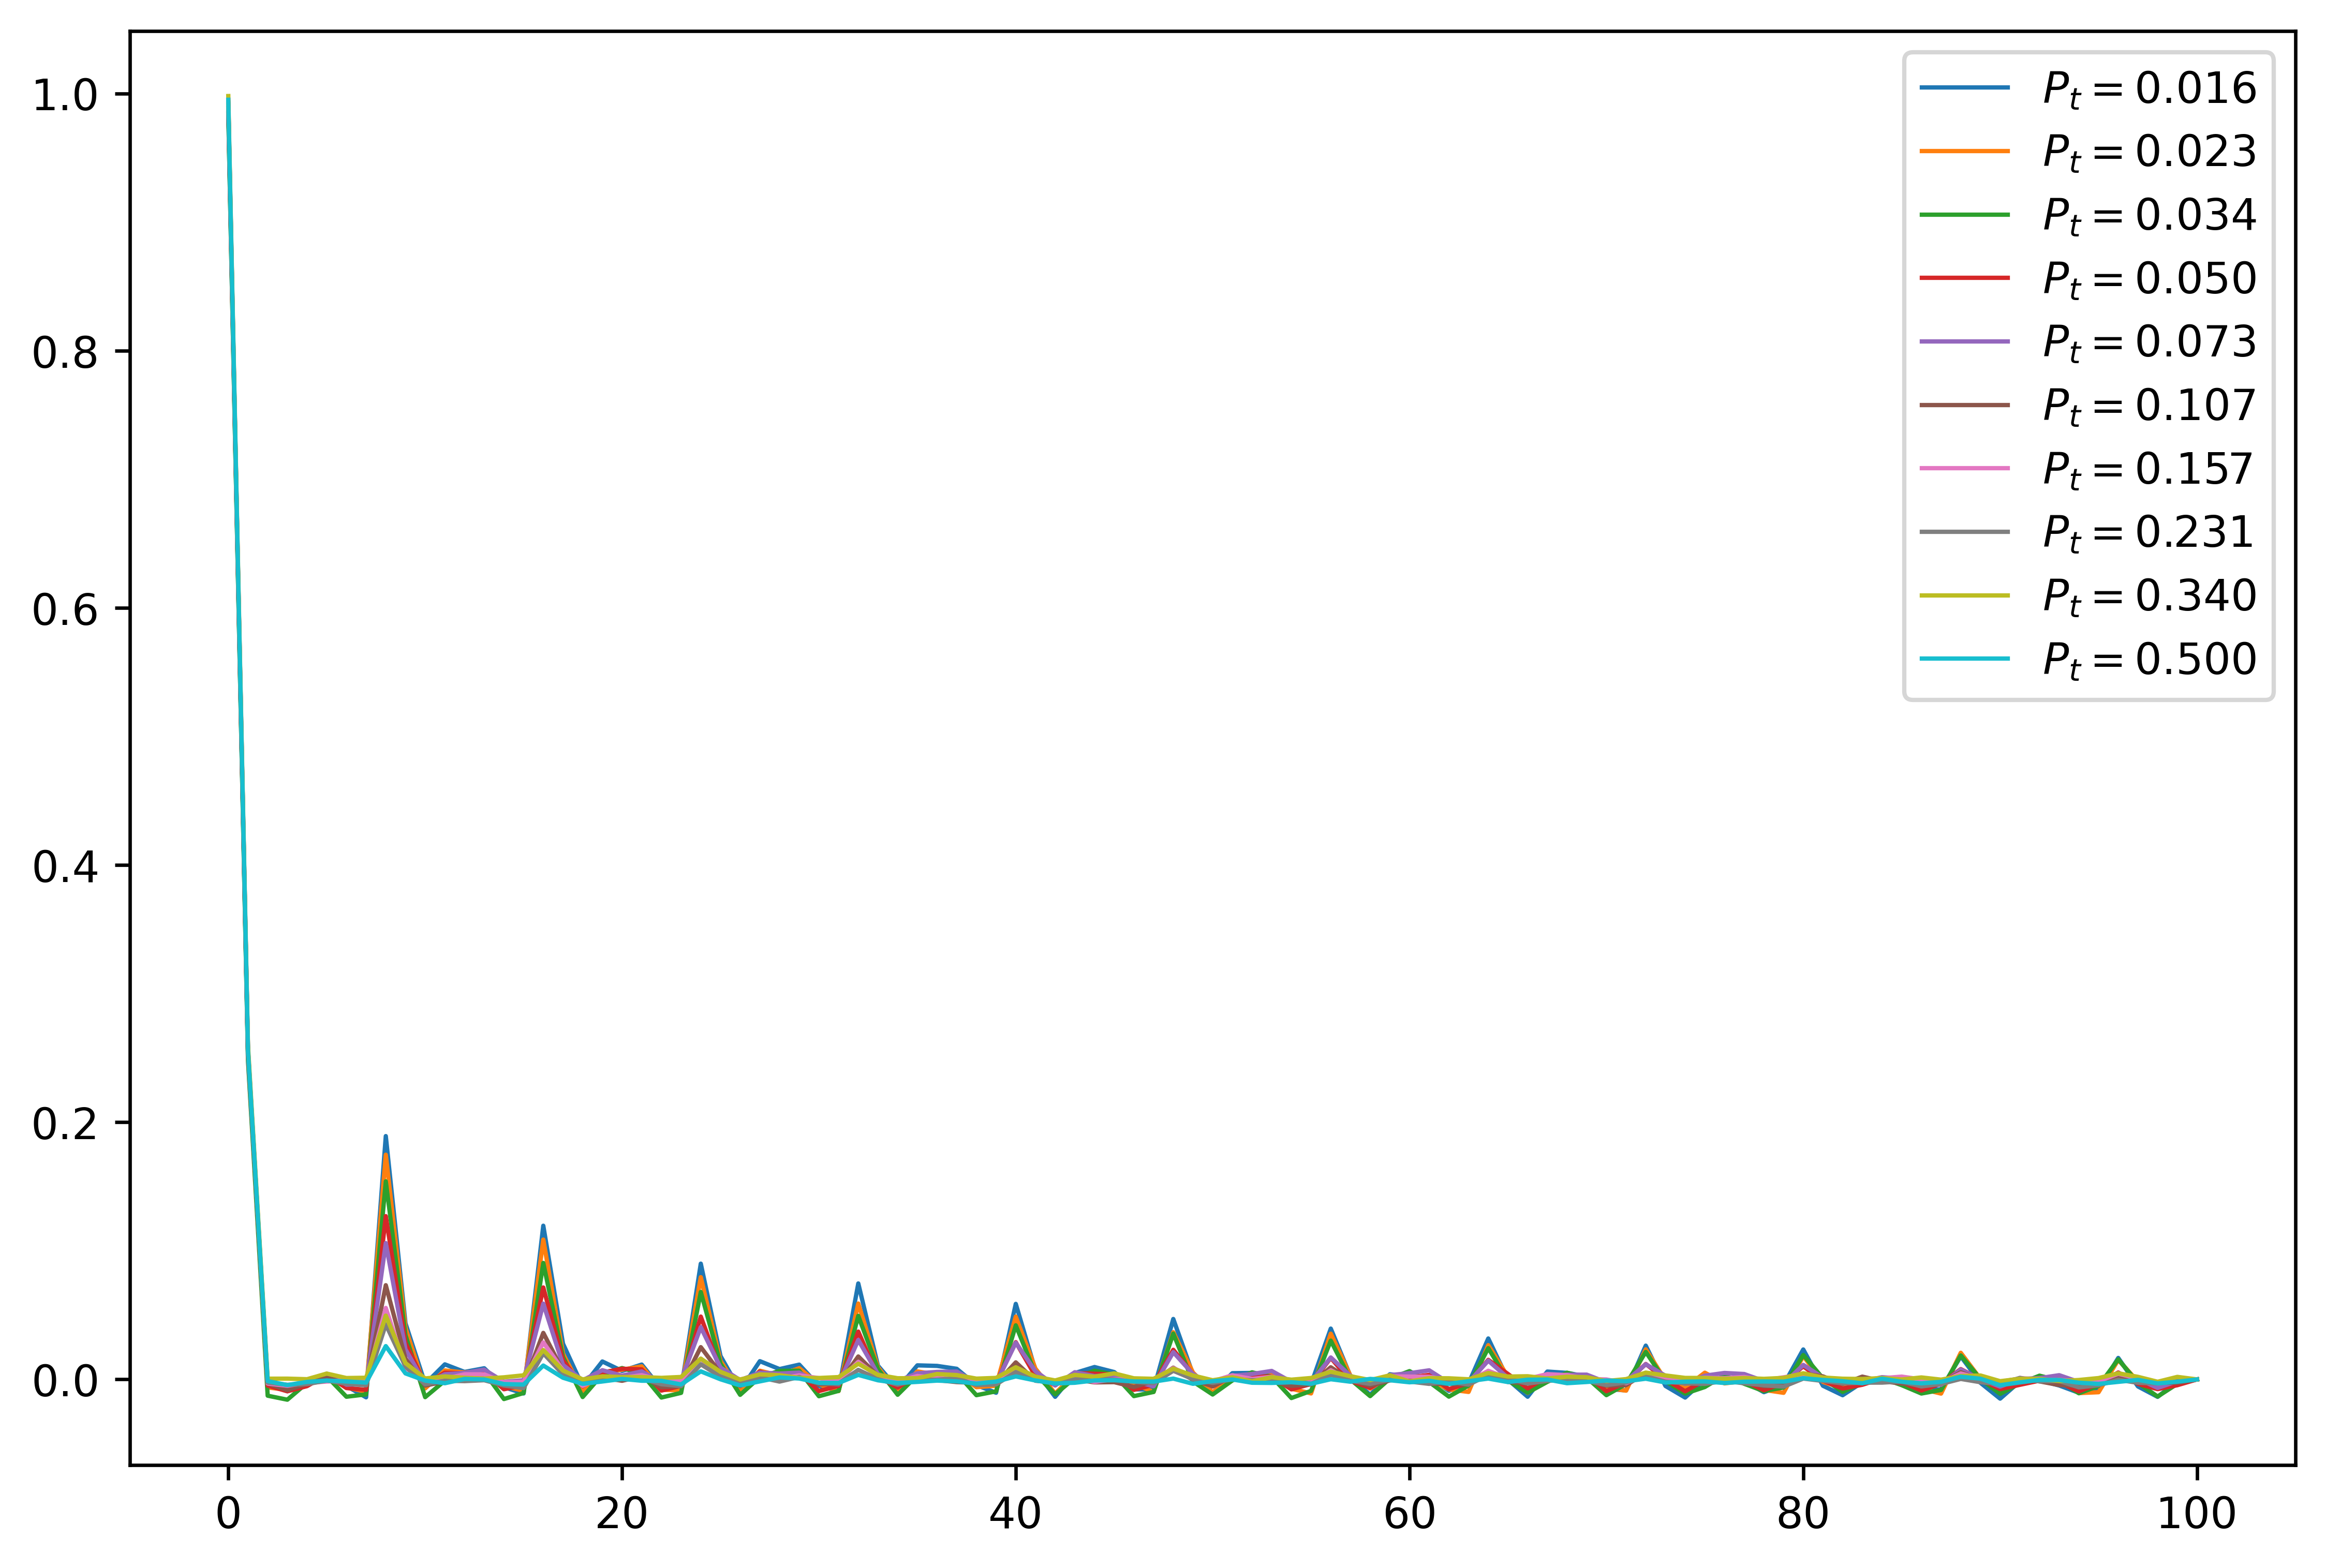 1.0
0.8
0.6
0.4
0.2
0.0
0 20 40 60 80 100
P_t = 0.016
P_t = 0.023
P_t = 0.034
P_t = 0.050
P_t = 0.073
P_t = 0.107
P_t = 0.157
P_t = 0.231
P_t = 0.340
P_t = 0.500